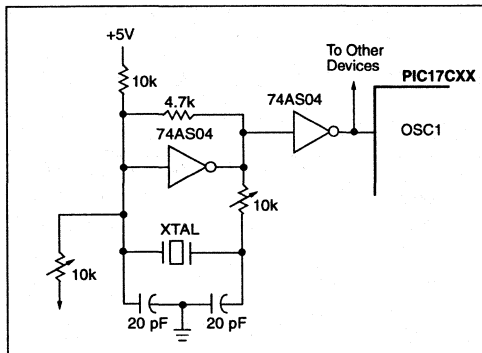 +5V
To Other
Devices
PIC17CXX
10k
4.7k
74AS04
74AS04
OSC1
10k
XTAL
10k
20 pF
20 pF